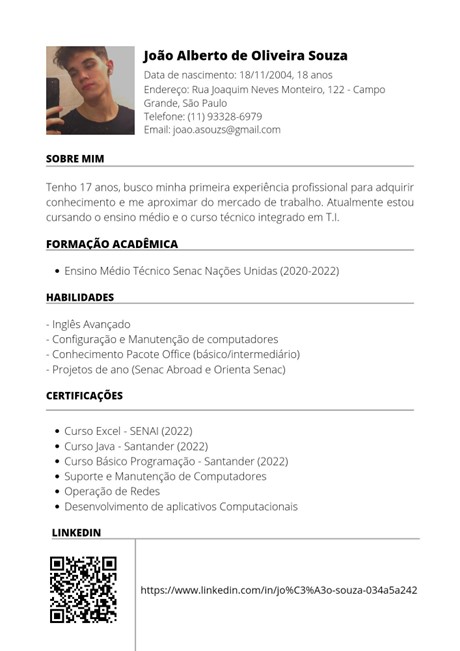 João Alberto de Oliveira Souza
Data de nascimento: 18/11/2004, 18 anos
Endereço: Rua Joaquim Neves Monteiro, 122 - Campo
Grande, São Paulo
Telefone: (11) 93328-6979
Email: joao.asouzs@gmail.com
SOBRE MIM
Tenho 17 anos, busco minha primeira experiência profissional para adquirir
conhecimento e me aproximar do mercado de trabalho. Atualmente estou
cursando o ensino médio e o curso técnico integrado em T.I.
FORMAÇÃO ACADÊMICA
• Ensino Médio Técnico Senac Nações Unidas (2020-2022)
HABILIDADES
- Inglês Avançado
- Configuração e Manutenção de computadores
- Conhecimento Pacote Office (básico/intermediário)
- Projetos de ano (Senac Abroad e Orienta Senac)
CERTIFICAÇÕES
• Curso Excel - SENAI (2022)
• Curso Java - Santander (2022)
• Curso Básico Programação - Santander (2022)
• Suporte e Manutenção de Computadores
• Operação de Redes
• Desenvolvimento de aplicativos Computacionais
LINKEDIN
https://www.linkedin.com/in/jo%C3%A3o-souza-034a5a242